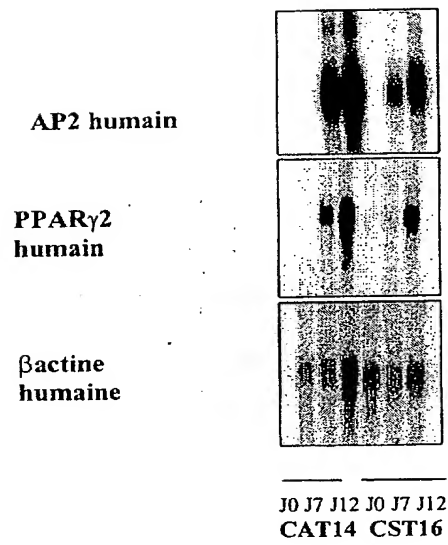 AP2 humain
PPARγ2
humain
βactine
humaine
J0 J7 J12 J0 J7 J12
CAT14 CST16